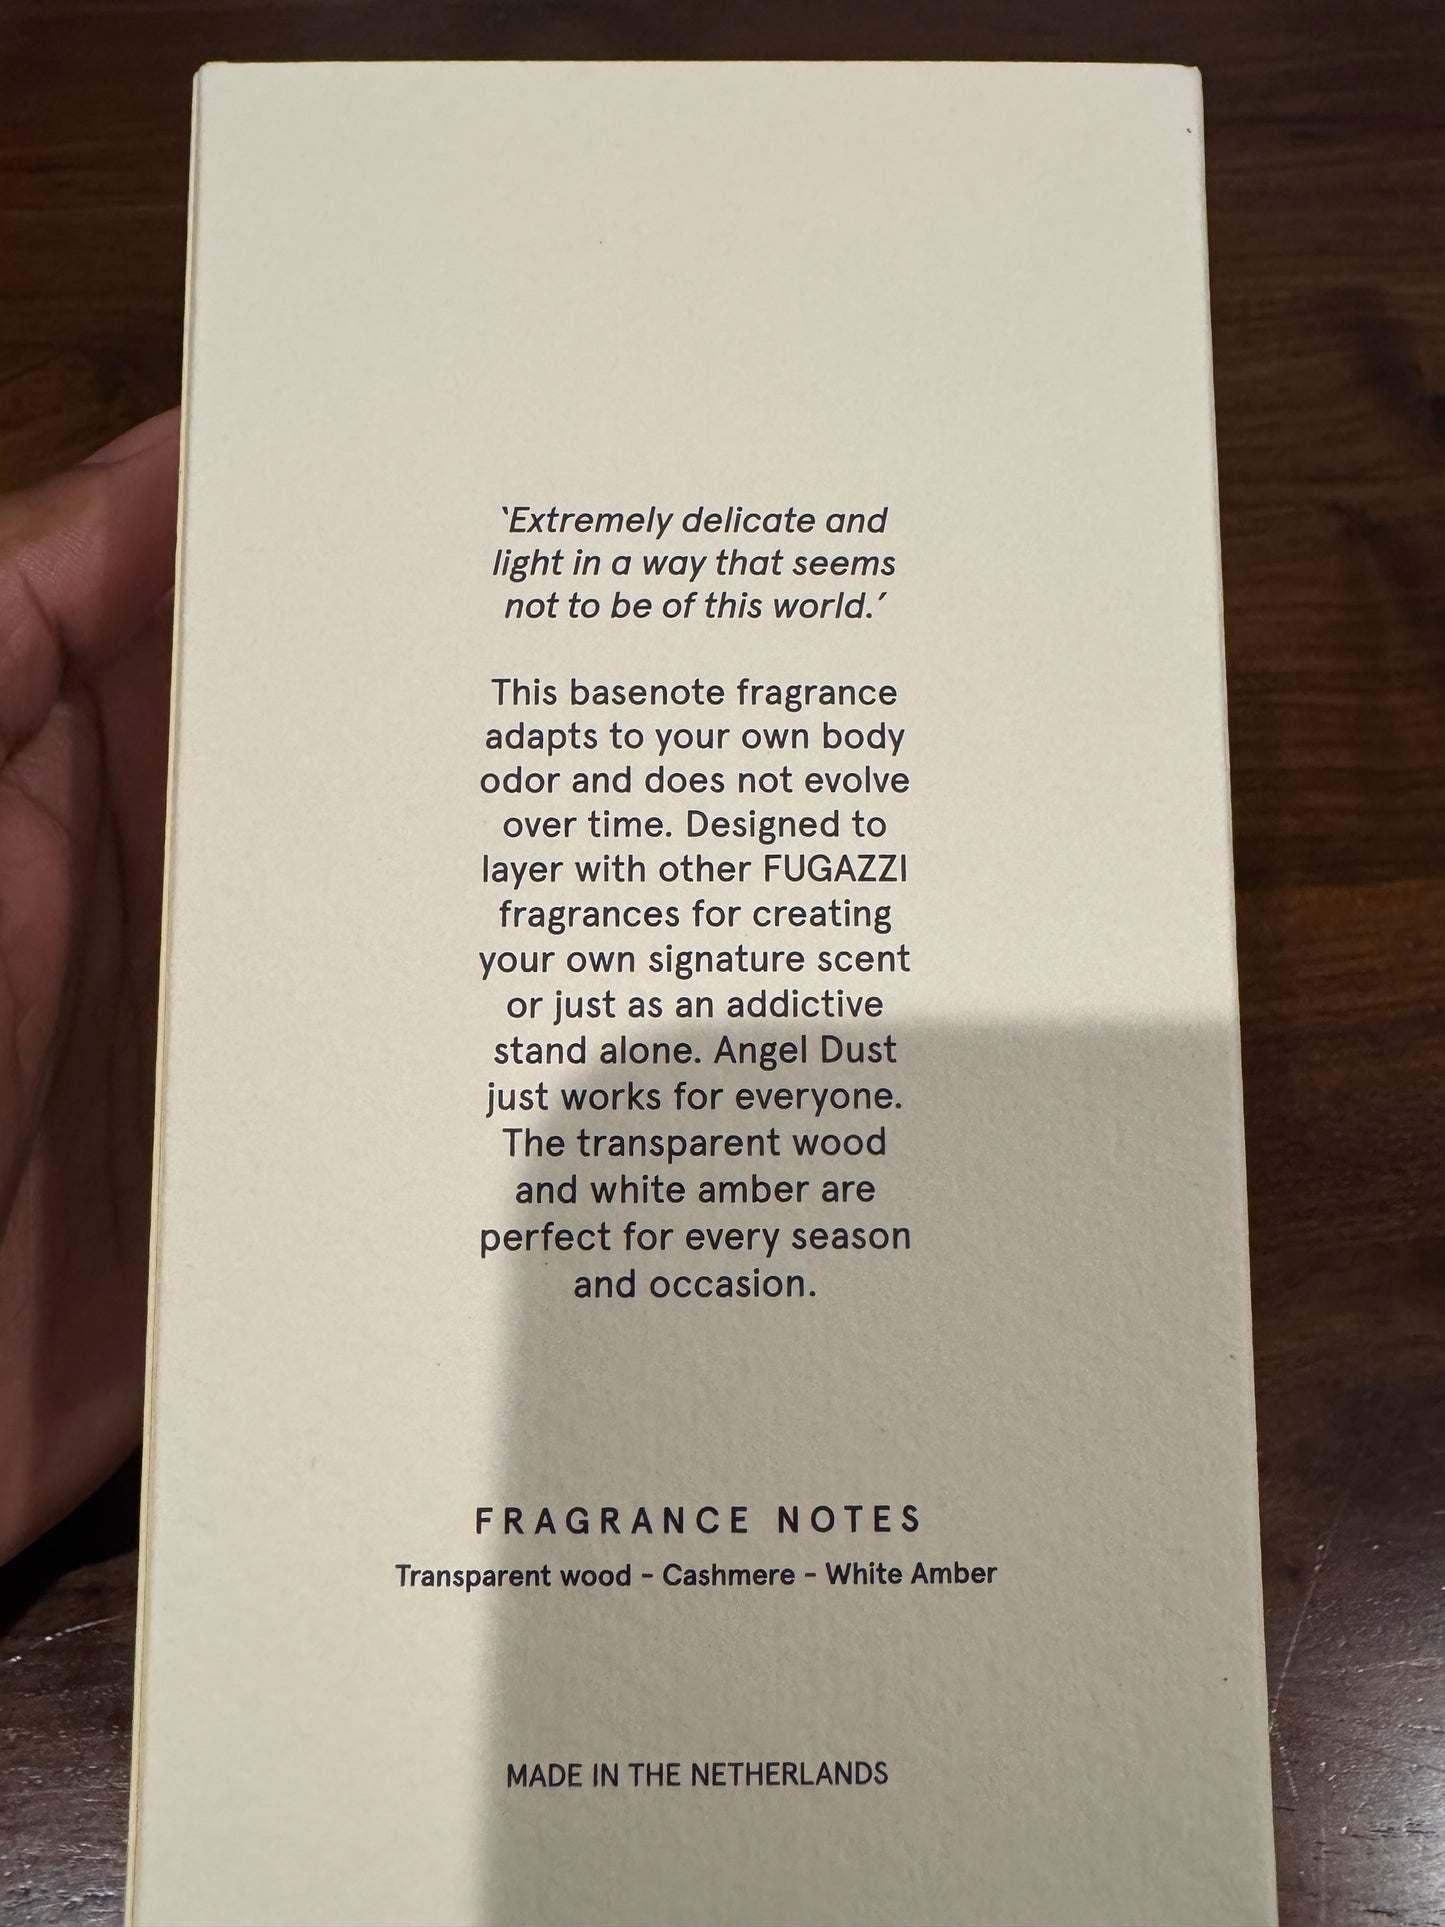 ‘Extremely delicate and
light in a way that seems
not to be of this world.’
This basenote fragrance
adapts to your own body
odor and does not evolve
over time. Designed to
layer with other FUGAZZI
fragrances for creating
your own signature scent
or just as an addictive
stand alone. Angel Dust
just works for everyone.
The transparent wood
and white amber are
perfect for every season
and occasion.
FRAGRANCE NOTES
Transparent wood - Cashmere - White Amber
MADE IN THE NETHERLANDS